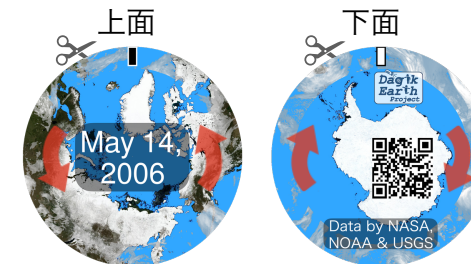 上面
下面
May 14,
2006
Dagik
Earth
Project
Data by NASA,
NOAA & USGS